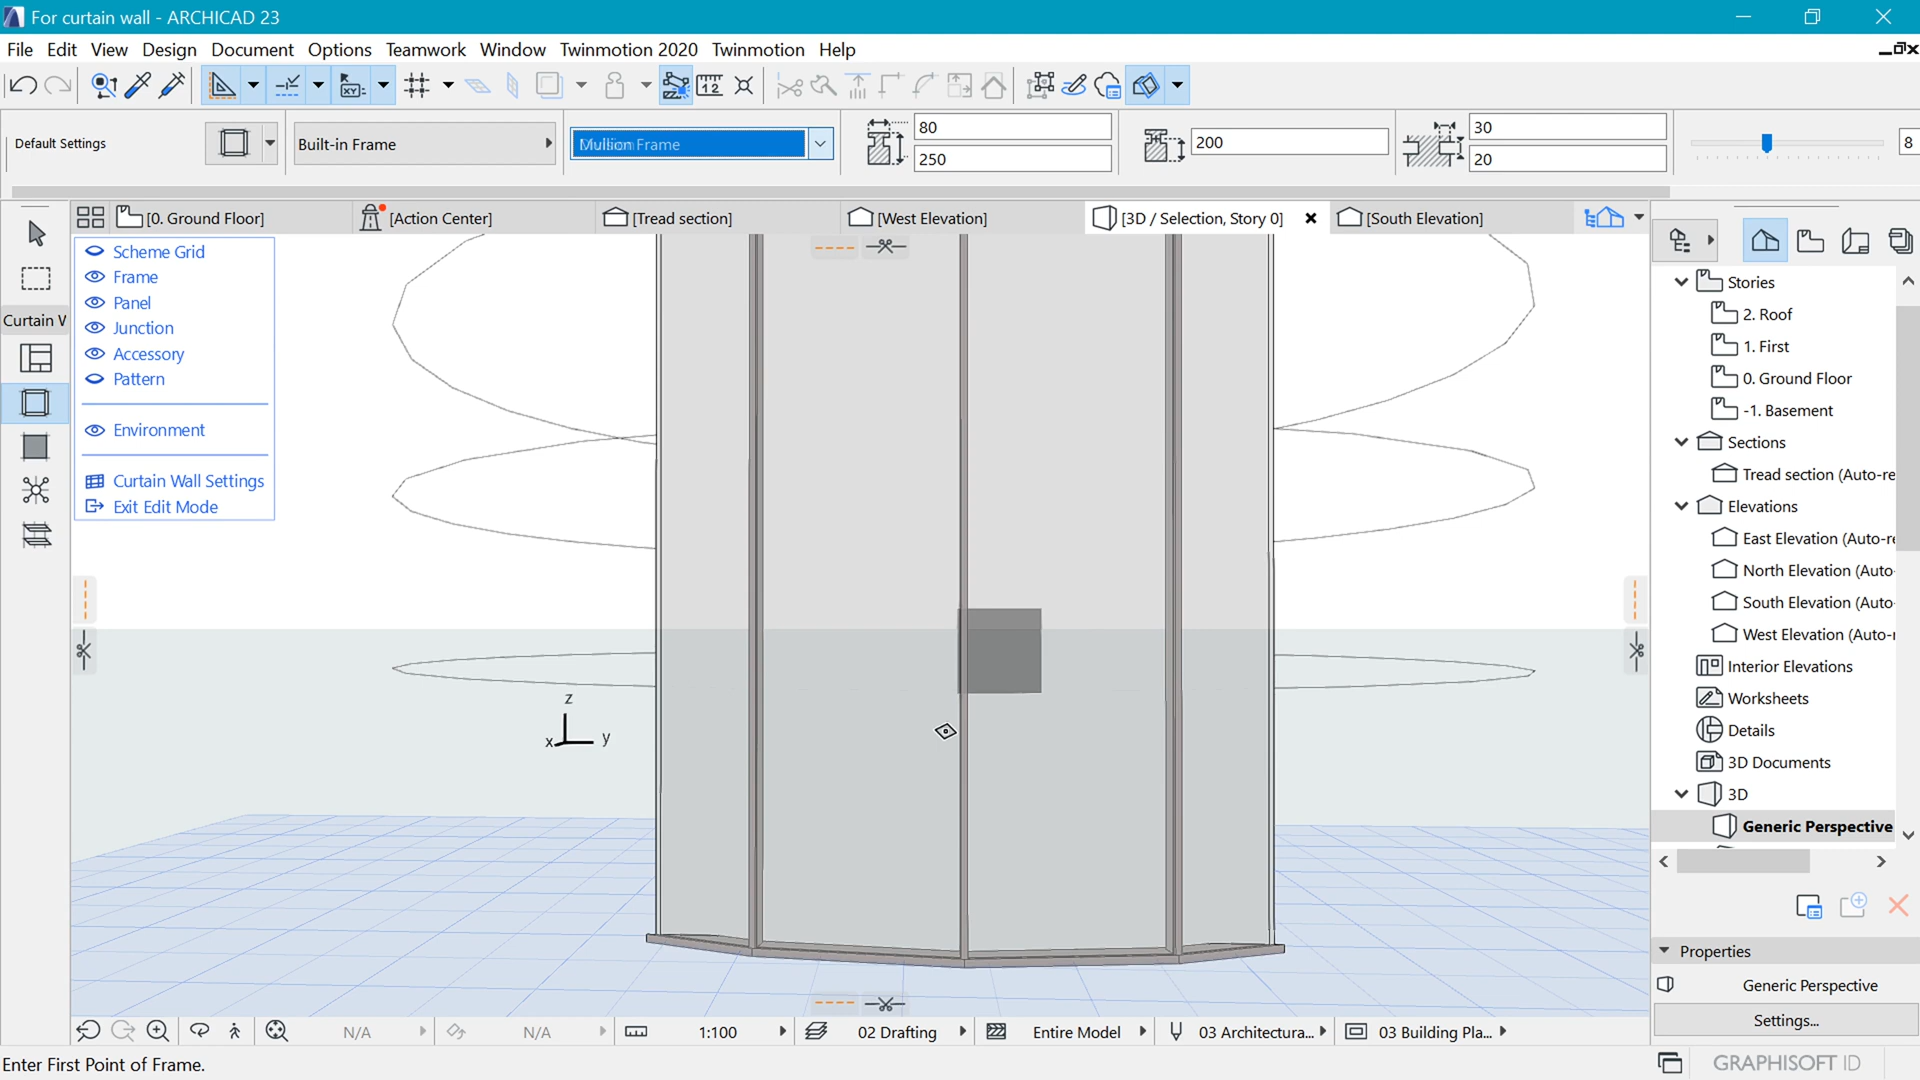 For curtain wall - ARCHICAD 23
File Edit View Design Document Options Teamwork Window Twinmotion 2020 Twinmotion Help
Default Settings
Built-in Frame
Mullion Frame
80
250
200
30
20
8
[0. Ground Floor]
[Action Center]
[Tread section]
[West Elevation]
[3D / Selection, Story 0]
[South Elevation]
Curtain W
Scheme Grid
Frame
Panel
Junction
Accessory
Pattern
Environment
Curtain Wall Settings
Exit Edit Mode
z
x
y
Stories
2. Roof
1. First
0. Ground Floor
-1. Basement
Sections
Tread section (Auto-re
Elevations
East Elevation (Auto-re
North Elevation (Auto-
South Elevation (Auto-
West Elevation (Auto-r
Interior Elevations
Worksheets
Details
3D Documents
3D
Generic Perspective
Properties
Generic Perspective
Settings...
N/A
N/A
1:100
02 Drafting
Entire Model
03 Architectura...
03 Building Pla...
Enter First Point of Frame.
GRAPHISOFT ID